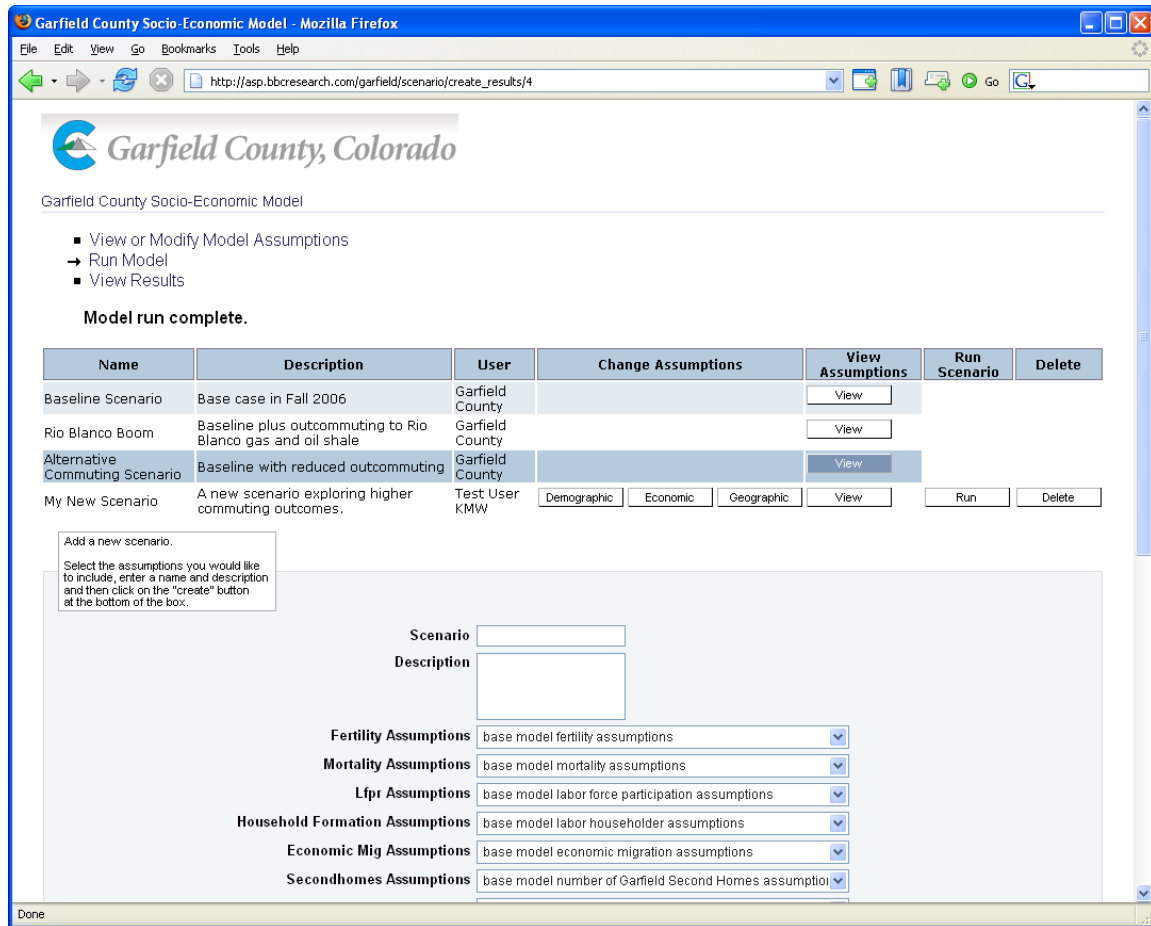 Garfield County Socio-Economic Model - Mozilla Firefox
File Edit View Go Bookmarks Tools Help
http://asp.bbcresearch.com/garfield/scenario/create_results/4
Go G
Garfield County, Colorado
Garfield County Socio-Economic Model
View or Modify Model Assumptions
Run Model
View Results
Model run complete.
Name Description User Change Assumptions View Assumptions Run Scenario Delete
Baseline Scenario Base case in Fall 2006 Garfield County View
Rio Blanco Boom Baseline plus outcommuting to Rio Blanco gas and oil shale Garfield County View
Alternative Commuting Scenario Baseline with reduced outcommuting Garfield County View
My New Scenario A new scenario exploring higher commuting outcomes. Test User KMW Demographic Economic Geographic View Run Delete
Add a new scenario.
Select the assumptions you would like
to include, enter a name and description
and then click on the "create" button
at the bottom of the box.
Scenario
Description
Fertility Assumptions base model fertility assumptions
Mortality Assumptions base model mortality assumptions
Lfpr Assumptions base model labor force participation assumptions
Household Formation Assumptions base model labor householder assumptions
Economic Mig Assumptions base model economic migration assumptions
Secondhomes Assumptions base model number of Garfield Second Homes assumption
Done